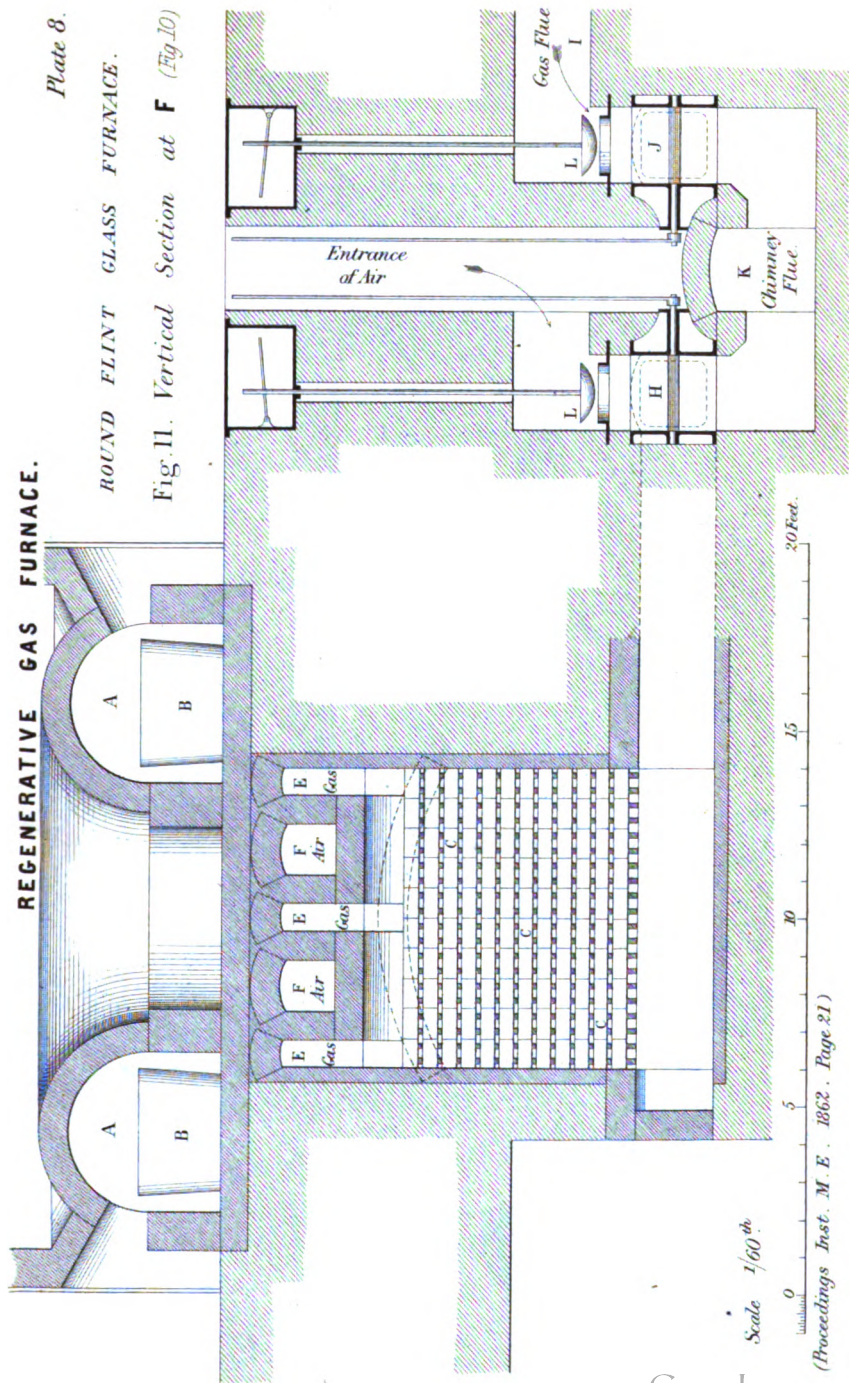 Plate 8.
REGENERATIVE GAS FURNACE.
ROUND FLINT GLASS FURNACE.
Fig. 11. Vertical Section at F (Fig. 10)
A
B
A
B
E
Gas
F
Air
E
Gas
F
Air
E
Gas
C
C
C
Entrance
of Air
Gas Flue
I
L
L
H
J
K
Chimney
Flue.
Scale 1/60th.
0 5 10 15 20 Feet.
(Proceedings Inst. M. E. 1862. Page 21)